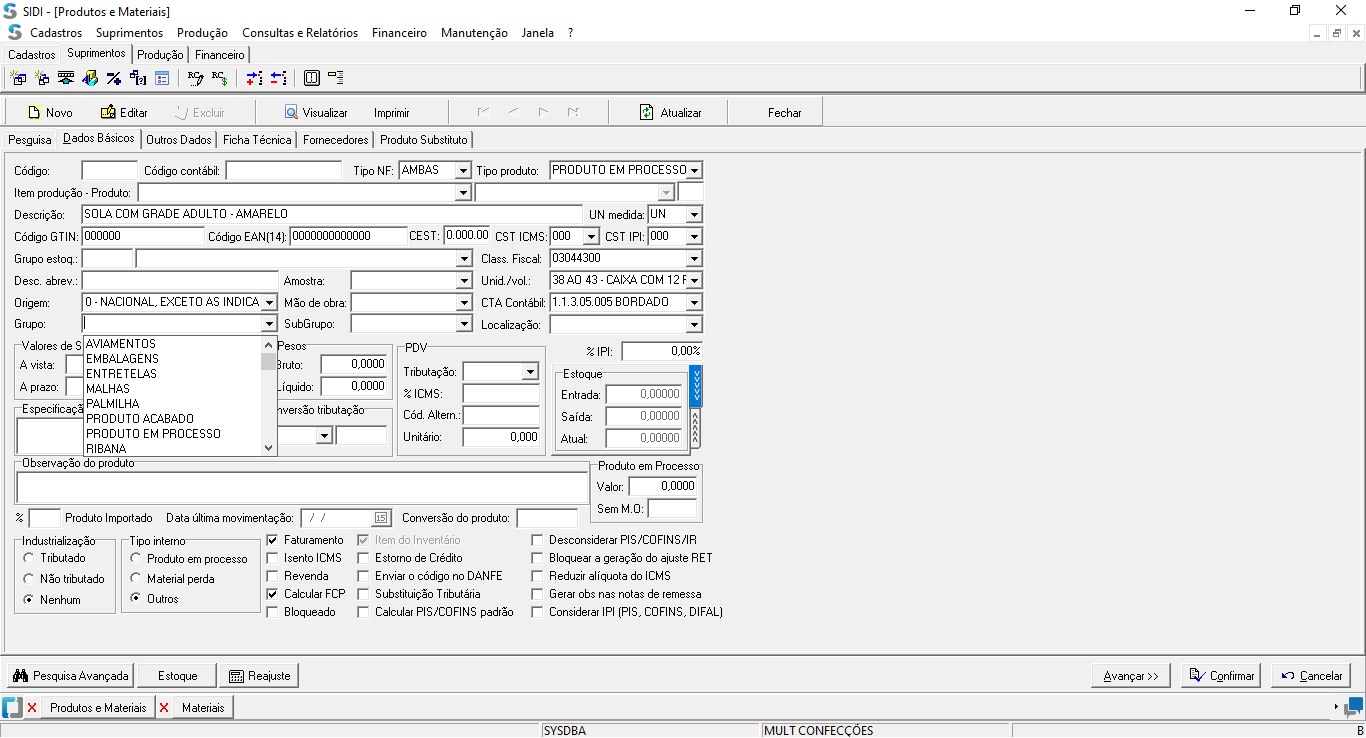 SIDI - [Produtos e Materiais]
Cadastros Suprimentos Produção Consultas e Relatórios Financeiro Manutenção Janela ?
Cadastros Suprimentos Produção Financeiro
Novo Editar Excluir Visualizar Imprimir Atualizar Fechar
Pesquisa Dados Básicos Outros Dados Ficha Técnica Fornecedores Produto Substituto
Código: Código contábil: Tipo NF: AMBAS Tipo produto: PRODUTO EM PROCESSO
Item produção - Produto:
Descrição: SOLA COM GRADE ADULTO - AMARELO UN medida: UN
Código GTIN: 000000 Código EAN(14): 0000000000000 CEST: 0.000.00 CST ICMS: 000 CST IPI: 000
Grupo estoq.: Class. Fiscal: 03044300
Desc. abrev.: Amostra: Unid./vol.: 38 AO 43 - CAIXA COM 12 F
Origem: 0 - NACIONAL, EXCETO AS INDICA Mão de obra: CTA Contábil: 1.1.3.05.005 BORDADO
Grupo: SubGrupo: Localização:
AVIAMENTOS
EMBALAGENS
ENTRETELAS
MALHAS
PALMILHA
PRODUTO ACABADO
PRODUTO EM PROCESSO
RIBANA
Valores de S Pesos PDV % IPI: 0,00%
A vista: Bruto: 0,0000 Tributação: Estoque
A prazo: Líquido: 0,0000 % ICMS: Entrada: 0,00000
Especificaçã nversão tributação Cód. Altern.: Saída: 0,00000
Unitário: 0,000 Atual: 0,00000
Observação do produto Produto em Processo
Valor: 0,0000
Sem M.O:
% Produto Importado Data última movimentação: / / 15 Conversão do produto:
Industrialização Tipo interno Faturamento Item do Inventário Desconsiderar PIS/COFINS/IR
Tributado Produto em processo Isento ICMS Estorno de Crédito Bloquear a geração do ajuste RET
Não tributado Material perda Revenda Enviar o código no DANFE Reduzir alíquota do ICMS
Nenhum Outros Calcular FCP Substituição Tributária Gerar obs nas notas de remessa
Bloqueado Calcular PIS/COFINS padrão Considerar IPI (PIS, COFINS, DIFAL)
Pesquisa Avançada Estoque Reajuste Avançar >> Confirmar Cancelar
Produtos e Materiais Materiais
SYSDBA MULT CONFECÇÕES B